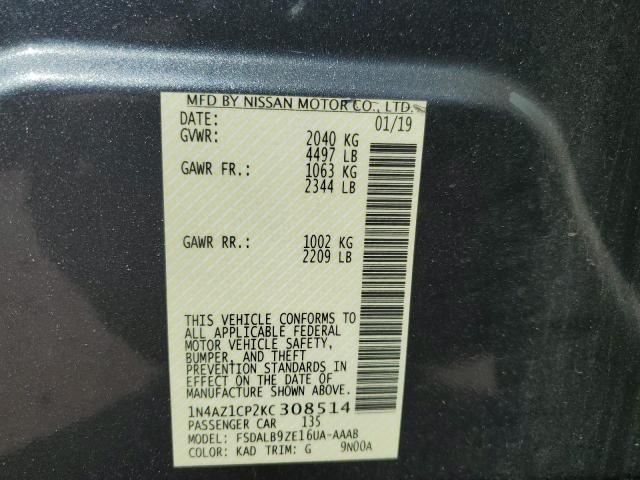 MFD BY NISSAN MOTOR CO., LTD.
DATE: 01/19
GVWR: 2040 KG
4497 LB
GAWR FR.: 1063 KG
2344 LB
GAWR RR.: 1002 KG
2209 LB
THIS VEHICLE CONFORMS TO
ALL APPLICABLE FEDERAL
MOTOR VEHICLE SAFETY,
BUMPER, AND THEFT
PREVENTION STANDARDS IN
EFFECT ON THE DATE OF
MANUFACTURE SHOWN ABOVE.
1N4AZ1CP2KC308514
PASSENGER CAR 135
MODEL: FSDALB9ZE16UA-AAAB
COLOR: KAD TRIM: G 9N00A